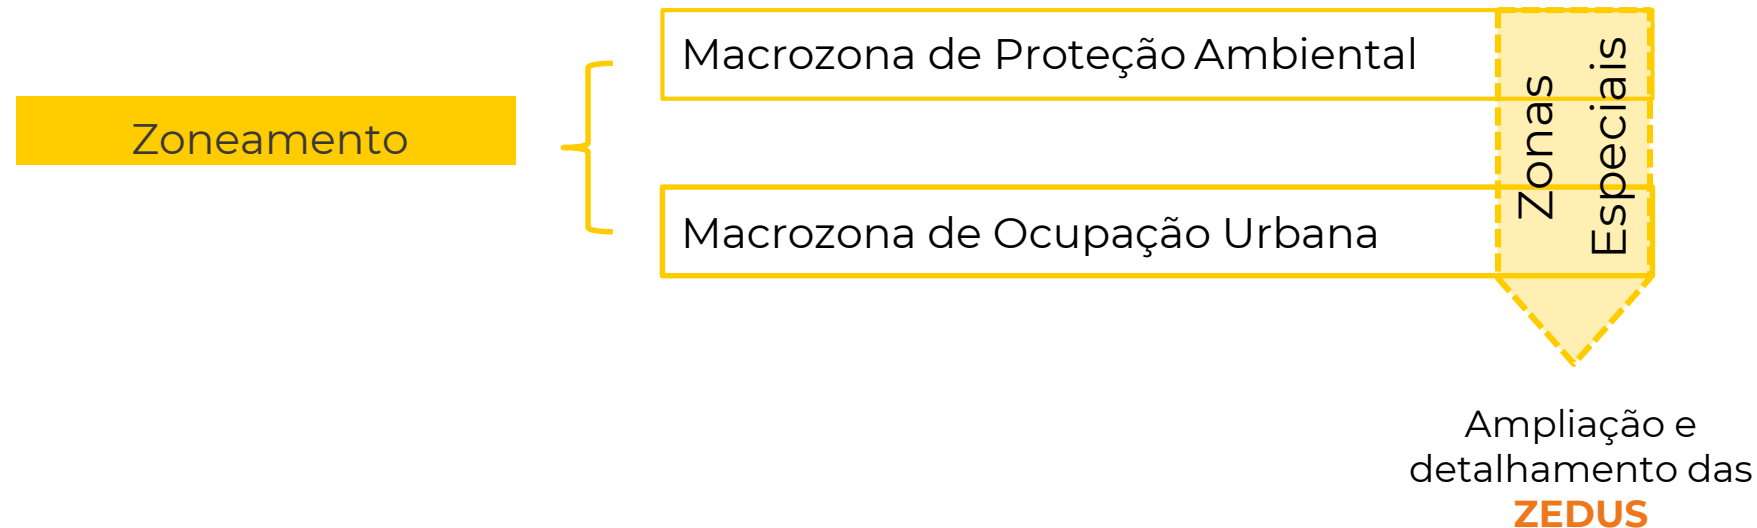 Zoneamento
Macrozona de Proteção Ambiental
Macrozona de Ocupação Urbana
Zonas
Especiais
Ampliação e
detalhamento das
ZEDUS